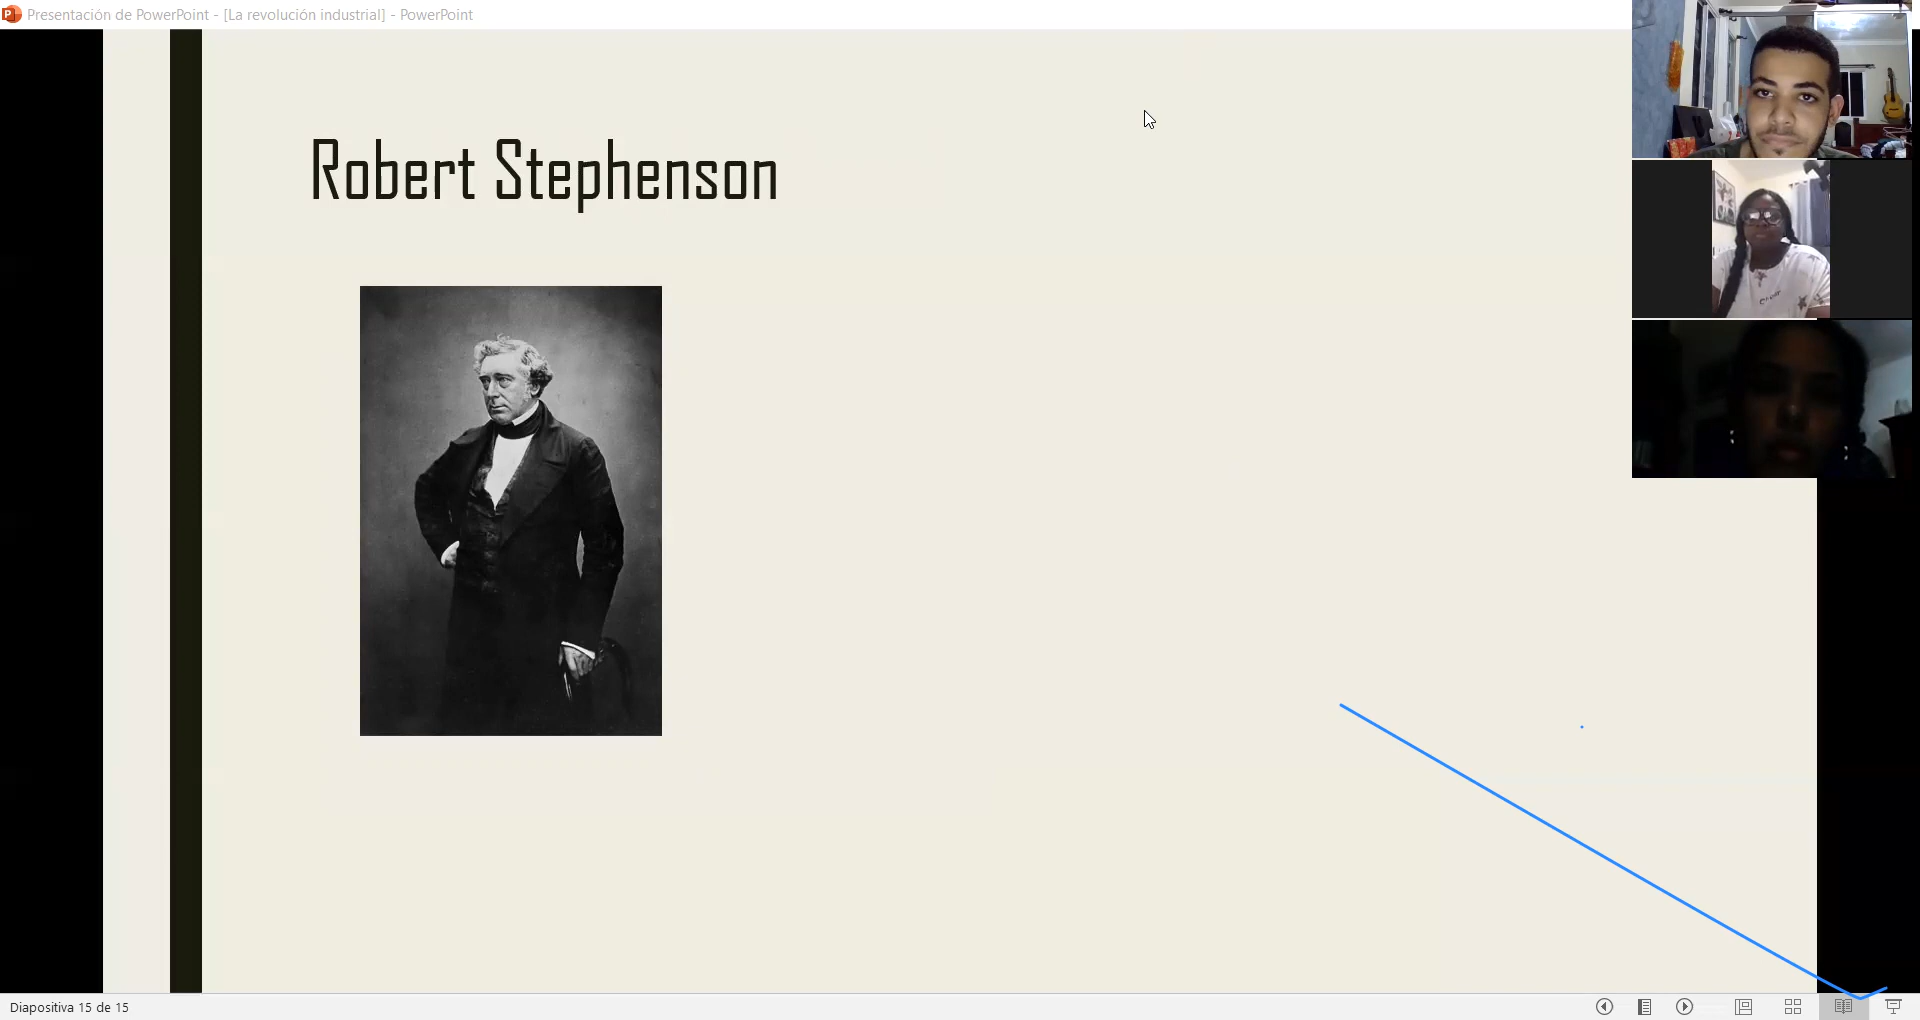 Presentación de PowerPoint - [La revolución industrial] - PowerPoint
Robert Stephenson
Diapositiva 15 de 15